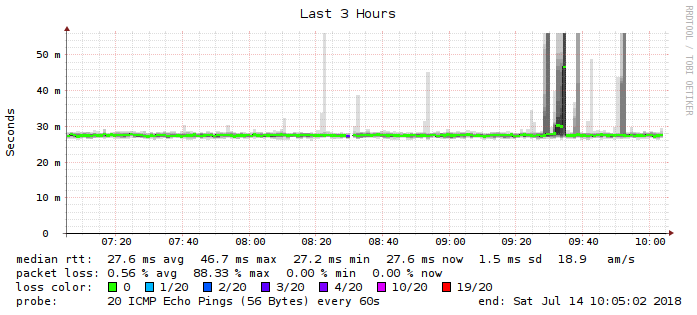 Last 3 Hours
RRDTOOL / TOBI OETIKER
Seconds
50 m
40 m
30 m
20 m
10 m
0
07:20 07:40 08:00 08:20 08:40 09:00 09:20 09:40 10:00
median rtt: 27.6 ms avg 46.7 ms max 27.2 ms min 27.6 ms now 1.5 ms sd 18.9 am/s
packet loss: 0.56 % avg 88.33 % max 0.00 % min 0.00 % now
loss color: 0 1/20 2/20 3/20 4/20 10/20 19/20
probe: 20 ICMP Echo Pings (56 Bytes) every 60s end: Sat Jul 14 10:05:02 2018